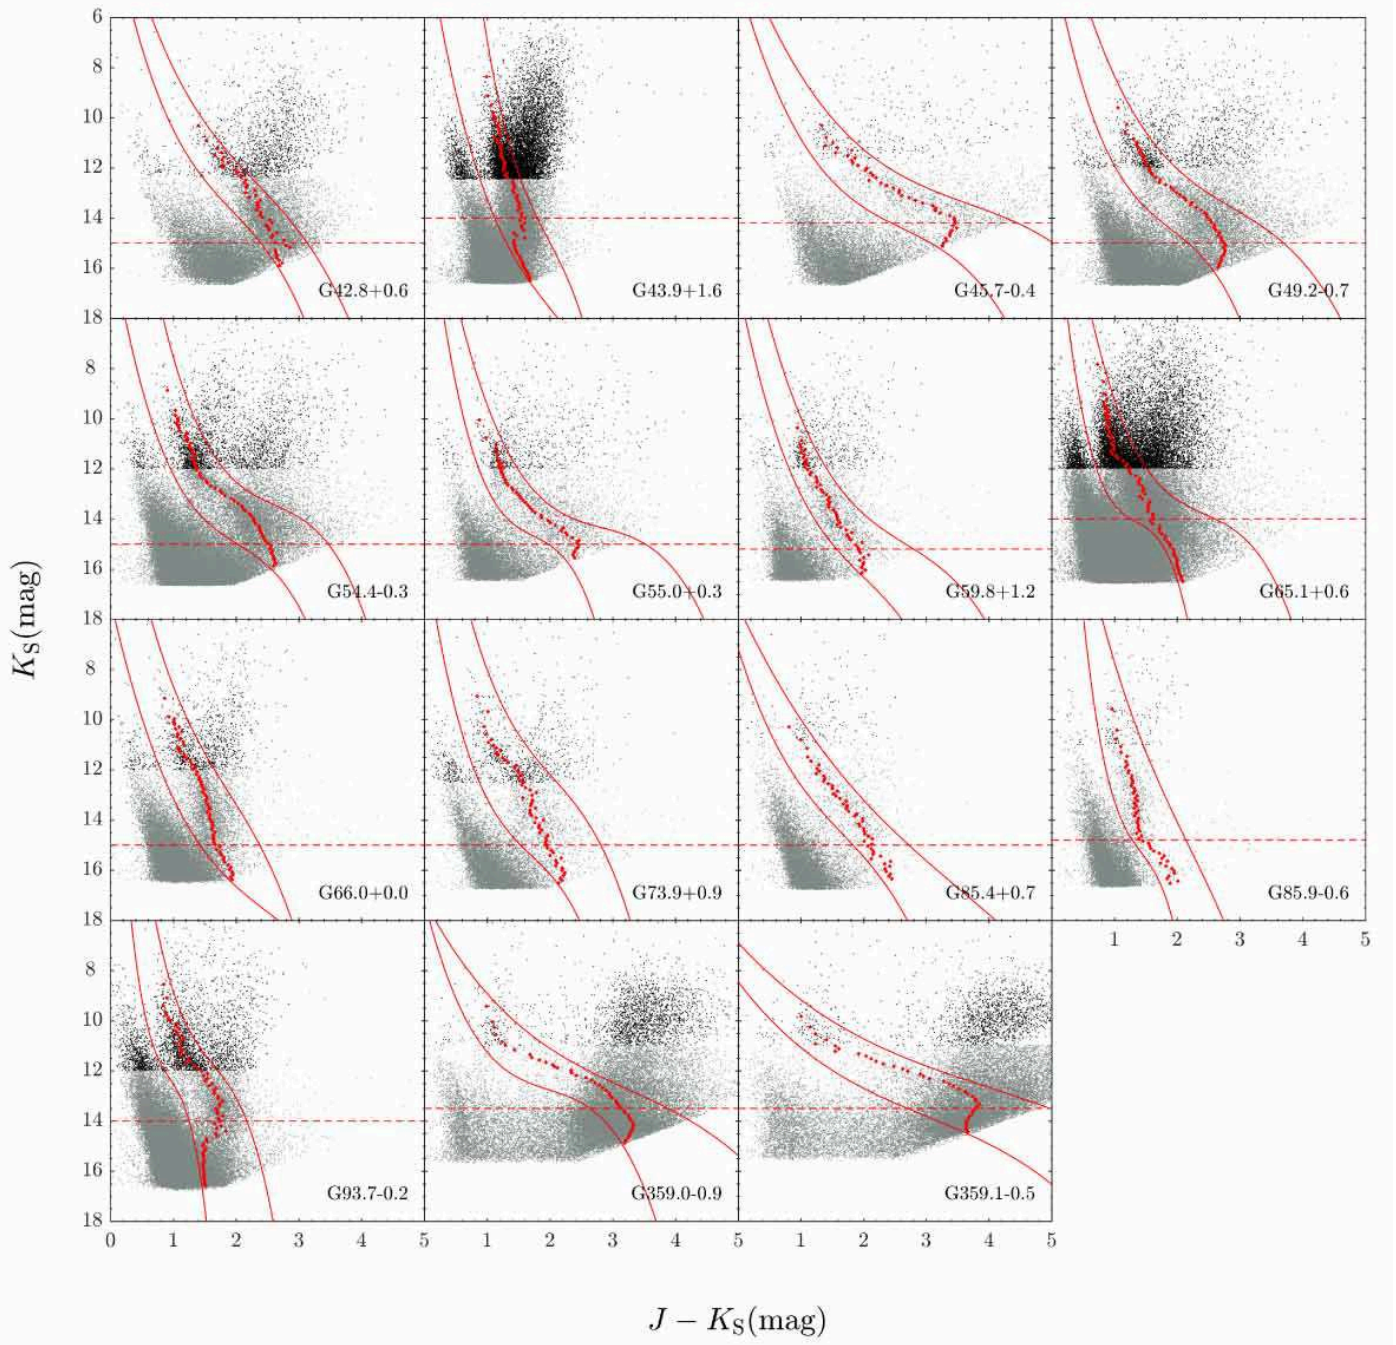 6
8
10
12
14
16
18
G42.8+0.6
G43.9+1.6
G45.7-0.4
G49.2-0.7
8
10
12
14
16
18
G54.4-0.3
G55.0+0.3
G59.8+1.2
G65.1+0.6
8
10
12
14
16
18
G66.0+0.0
G73.9+0.9
G85.4+0.7
G85.9-0.6
1 2 3 4 5
8
10
12
14
16
18
G93.7-0.2
G359.0-0.9
G359.1-0.5
0 1 2 3 4 5 1 2 3 4 5 1 2 3 4 5
K_S(mag)
J − K_S(mag)